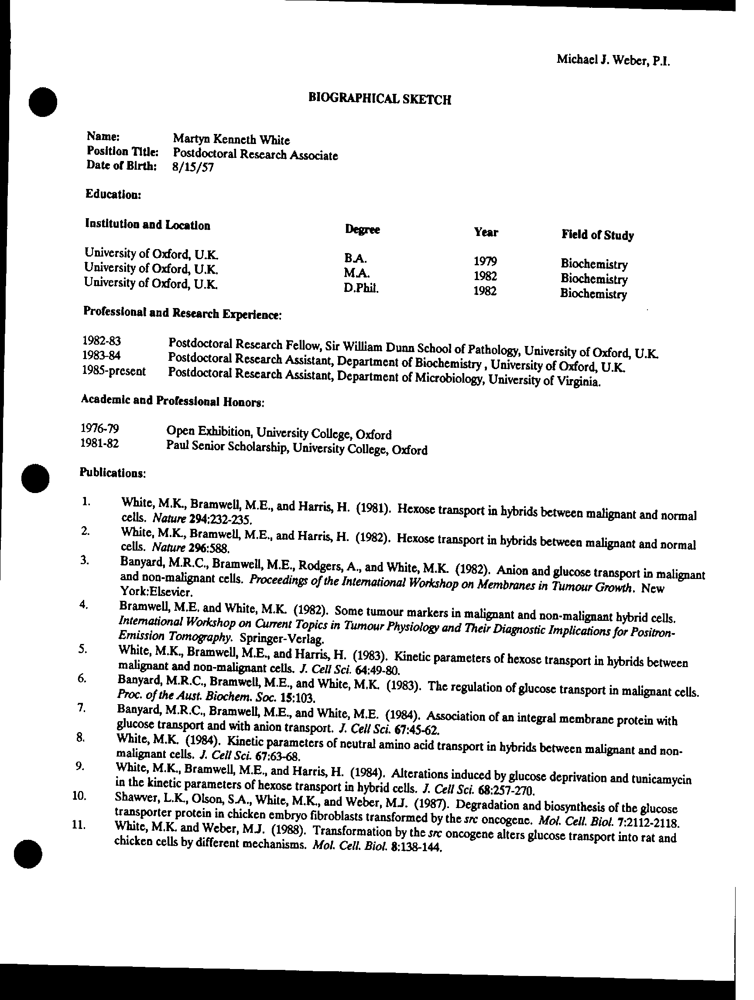 Michael J. Weber, P.I.
BIOGRAPHICAL SKETCH
Name: Martyn Kenneth White
Position Title: Postdoctoral Research Associate
Date of Birth: 8/15/57
Education:
Institution and Location Degree Year Field of Study
University of Oxford, U.K. B.A. 1979 Biochemistry
University of Oxford, U.K. M.A. 1982 Biochemistry
University of Oxford, U.K. D.Phil. 1982 Biochemistry
Professional and Research Experience:
1982-83 Postdoctoral Research Fellow, Sir William Dunn School of Pathology, University of Oxford, U.K.
1983-84 Postdoctoral Research Assistant, Department of Biochemistry , University of Oxford, U.K.
1985-present Postdoctoral Research Assistant, Department of Microbiology, University of Virginia.
Academic and Professional Honors:
1976-79 Open Exhibition, University College, Oxford
1981-82 Paul Senior Scholarship, University College, Oxford
Publications:
1. White, M.K., Bramwell, M.E., and Harris, H. (1981). Hexose transport in hybrids between malignant and normal
cells. Nature 294:232-235.
2. White, M.K., Bramwell, M.E., and Harris, H. (1982). Hexose transport in hybrids between malignant and normal
cells. Nature 296:588.
3. Banyard, M.R.C., Bramwell, M.E., Rodgers, A., and White, M.K. (1982). Anion and glucose transport in malignant
and non-malignant cells. Proceedings of the International Workshop on Membranes in Tumour Growth. New
York:Elsevier.
4. Bramwell, M.E. and White, M.K. (1982). Some tumour markers in malignant and non-malignant hybrid cells.
International Workshop on Current Topics in Tumour Physiology and Their Diagnostic Implications for Positron-
Emission Tomography. Springer-Verlag.
5. White, M.K., Bramwell, M.E., and Harris, H. (1983). Kinetic parameters of hexose transport in hybrids between
malignant and non-malignant cells. J. Cell Sci. 64:49-80.
6. Banyard, M.R.C., Bramwell, M.E., and White, M.K. (1983). The regulation of glucose transport in malignant cells.
Proc. of the Aust. Biochem. Soc. 15:103.
7. Banyard, M.R.C., Bramwell, M.E., and White, M.E. (1984). Association of an integral membrane protein with
glucose transport and with anion transport. J. Cell Sci. 67:45-62.
8. White, M.K. (1984). Kinetic parameters of neutral amino acid transport in hybrids between malignant and non-
malignant cells. J. Cell Sci. 67:63-68.
9. White, M.K., Bramwell, M.E., and Harris, H. (1984). Alterations induced by glucose deprivation and tunicamycin
in the kinetic parameters of hexose transport in hybrid cells. J. Cell Sci. 68:257-270.
10. Shawver, L.K., Olson, S.A., White, M.K., and Weber, M.J. (1987). Degradation and biosynthesis of the glucose
transporter protein in chicken embryo fibroblasts transformed by the src oncogene. Mol. Cell. Biol. 7:2112-2118.
11. White, M.K. and Weber, M.J. (1988). Transformation by the src oncogene alters glucose transport into rat and
chicken cells by different mechanisms. Mol. Cell. Biol. 8:138-144.